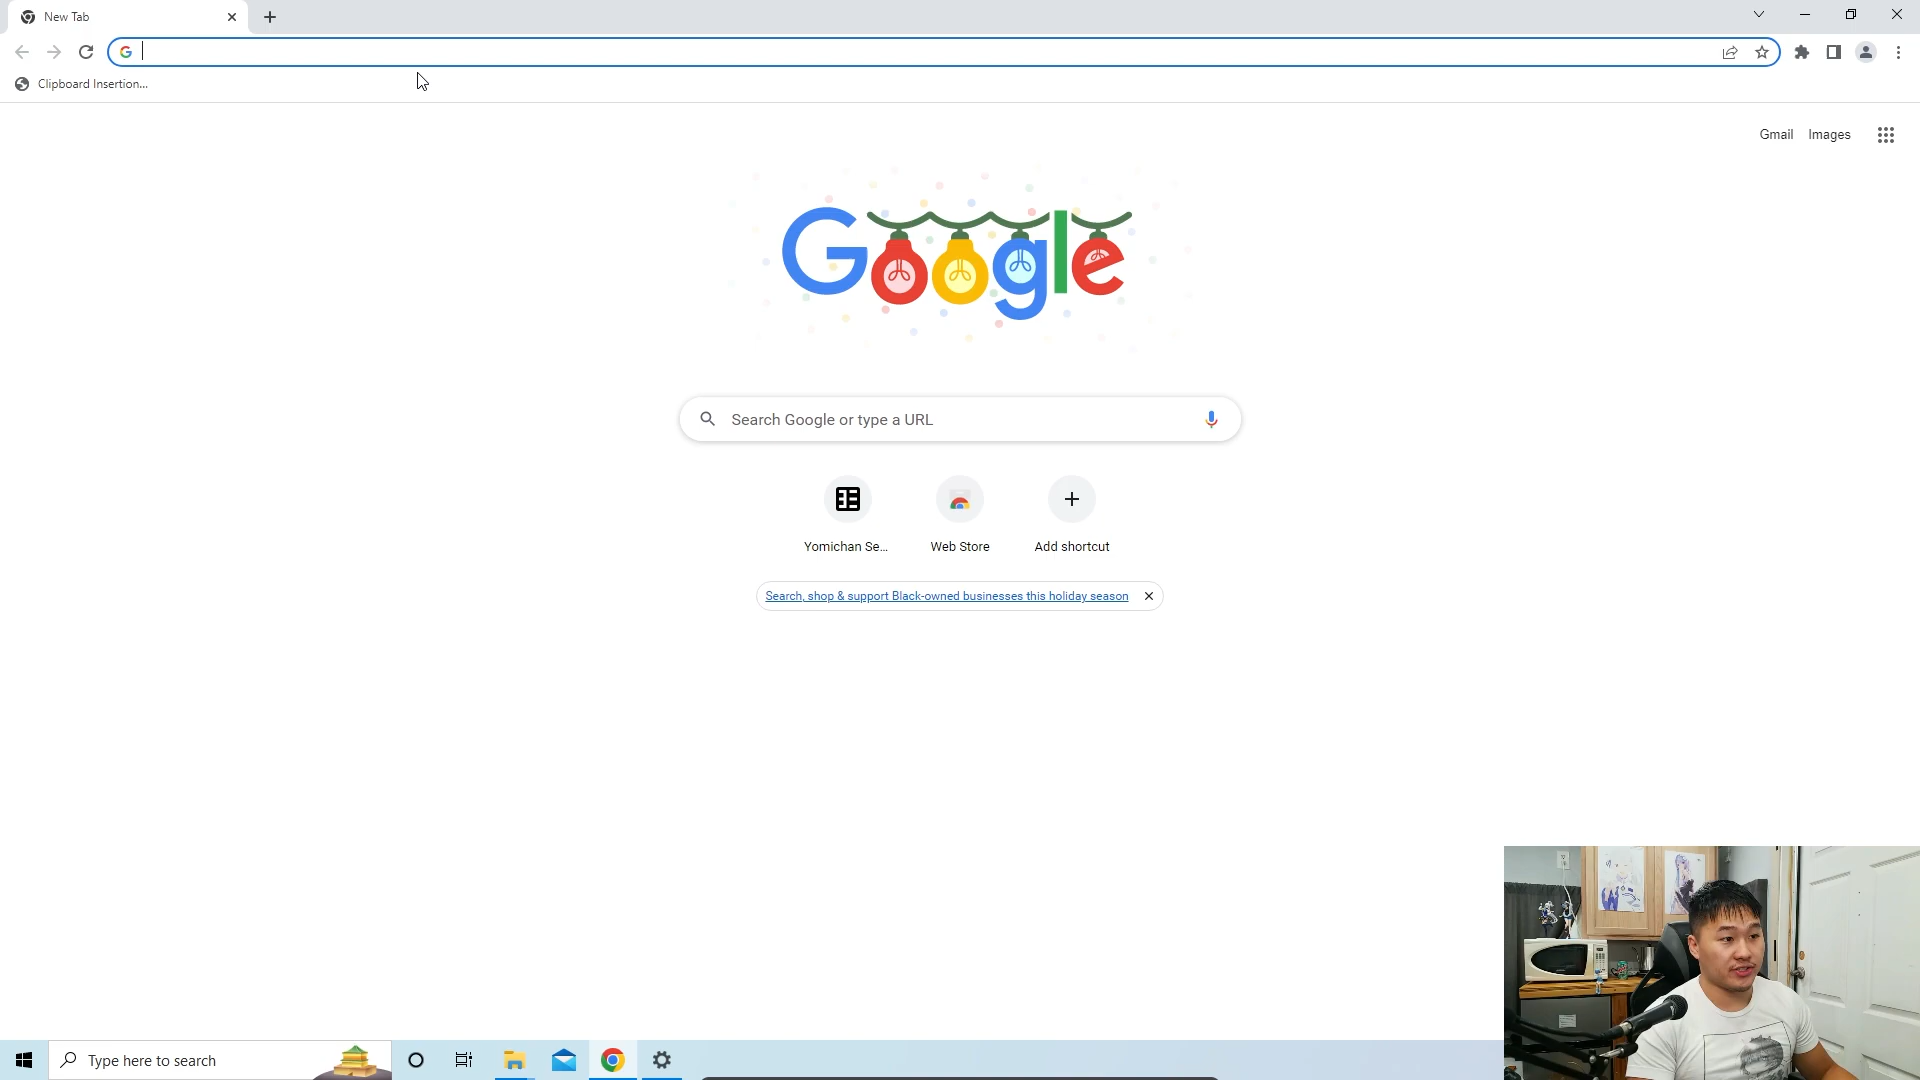 New Tab
Clipboard Insertion...
Gmail Images
Google
Search Google or type a URL
Yomichan Se...
Web Store
Add shortcut
Search, shop & support Black-owned businesses this holiday season
Type here to search